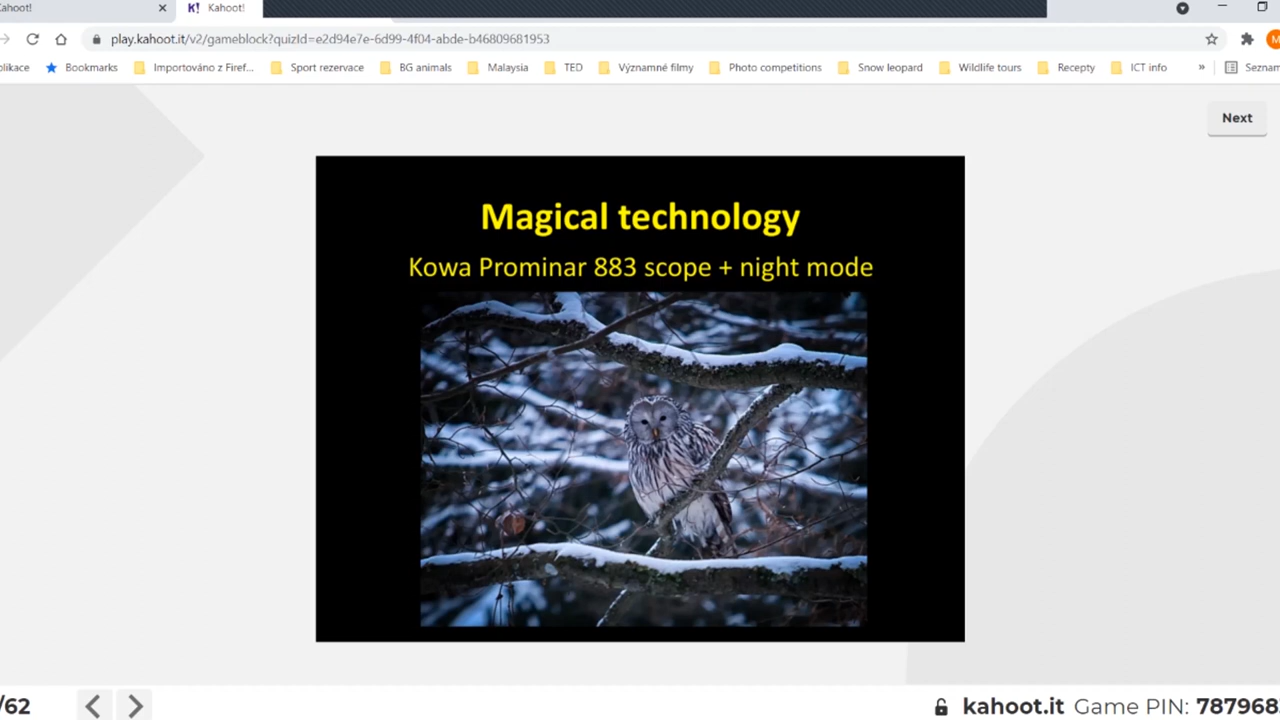 Kahoot!
Kahoot!
play.kahoot.it/v2/gameblock?quizId=e2d94e7e-6d99-4f04-abde-b46809681953
plikace Bookmarks Importováno z Firef... Sport rezervace BG animals Malaysia TED Významné filmy Photo competitions Snow leopard Wildlife tours Recepty ICT info » Seznam
Next
Magical technology
Kowa Prominar 883 scope + night mode
/62
kahoot.it Game PIN: 787968